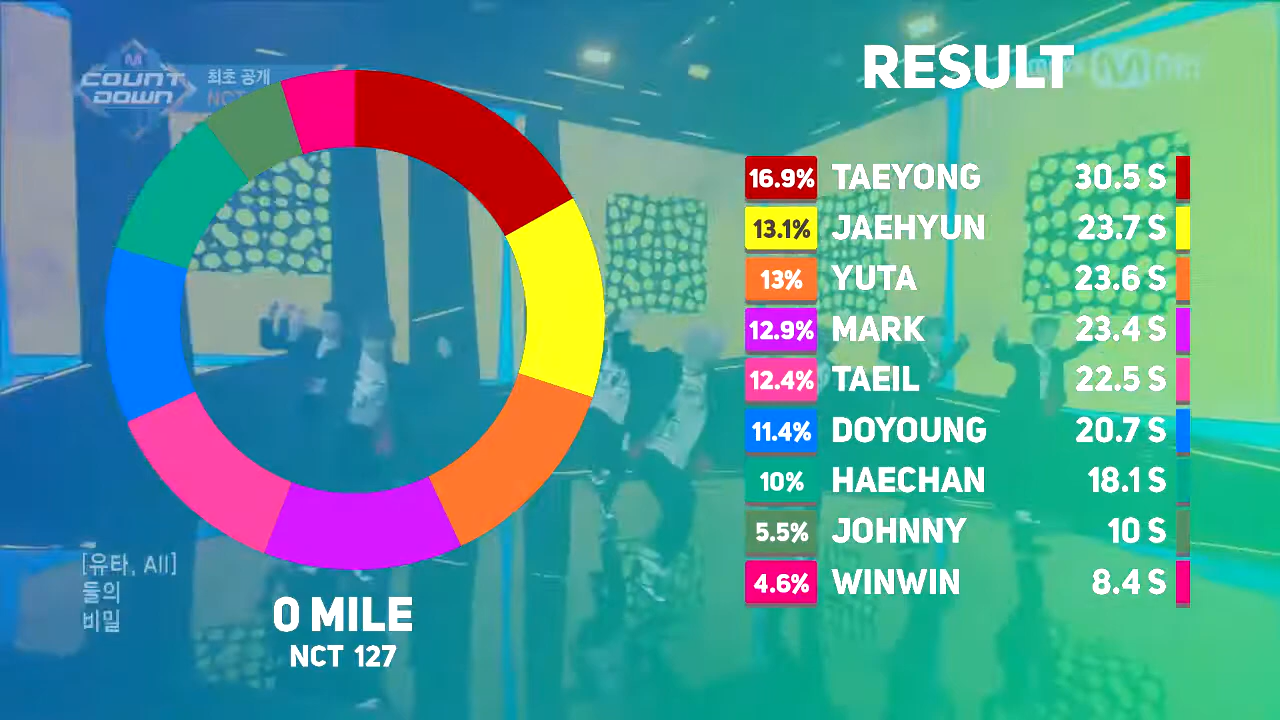 COUNT
DOWN
최초 공개
NCT
RESULT
16.9% TAEYONG 30.5 S
13.1% JAEHYUN 23.7 S
13% YUTA 23.6 S
12.9% MARK 23.4 S
12.4% TAEIL 22.5 S
11.4% DOYOUNG 20.7 S
10% HAECHAN 18.1 S
5.5% JOHNNY 10 S
4.6% WINWIN 8.4 S
[유타, All]
둘의
비밀
0 MILE
NCT 127